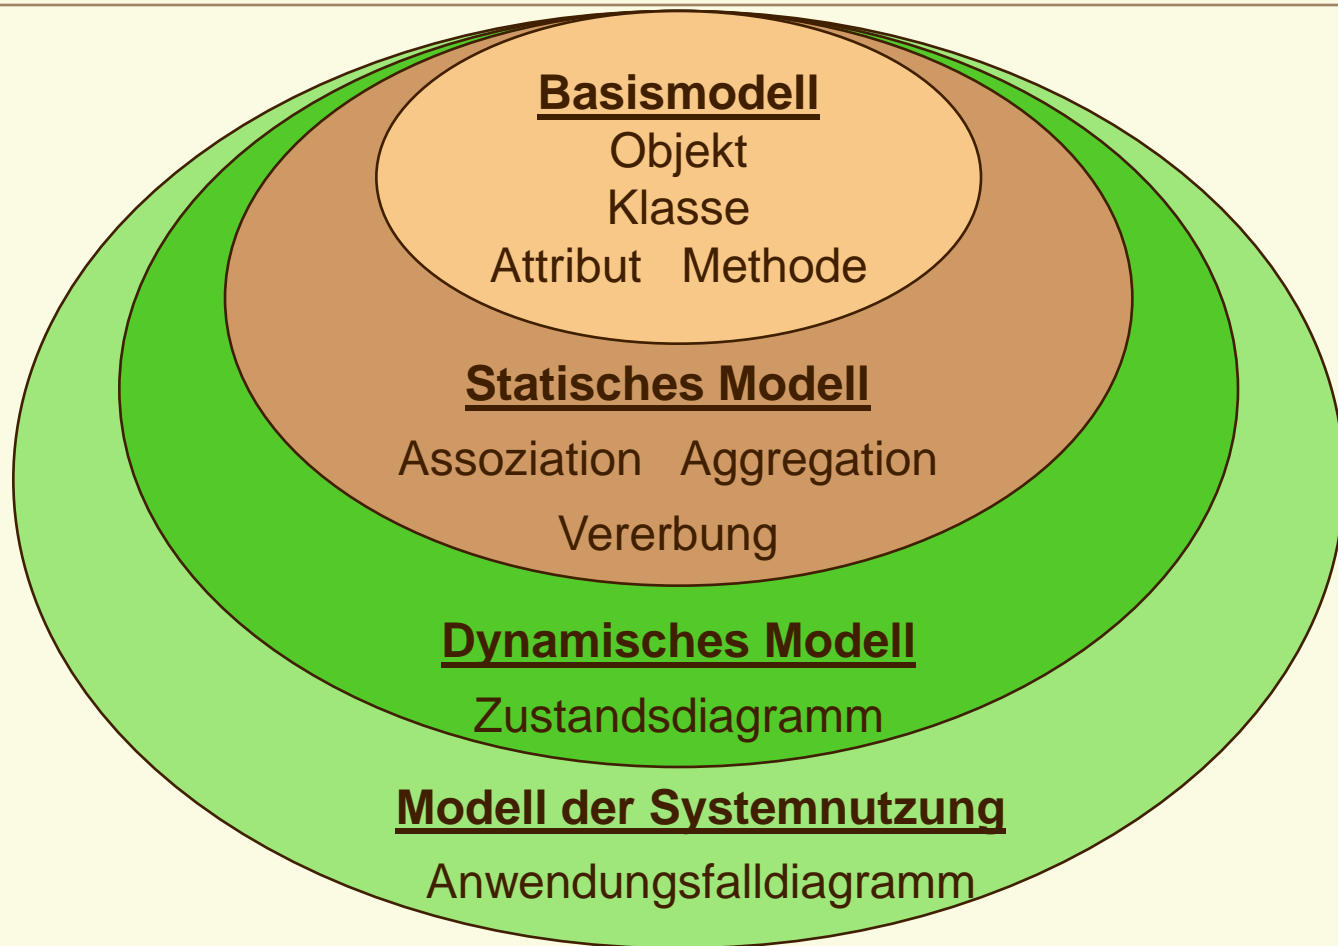 Basismodell
Objekt
Klasse
Attribut Methode
Statisches Modell
Assoziation Aggregation
Vererbung
Dynamisches Modell
Zustandsdiagramm
Modell der Systemnutzung
Anwendungsfalldiagramm